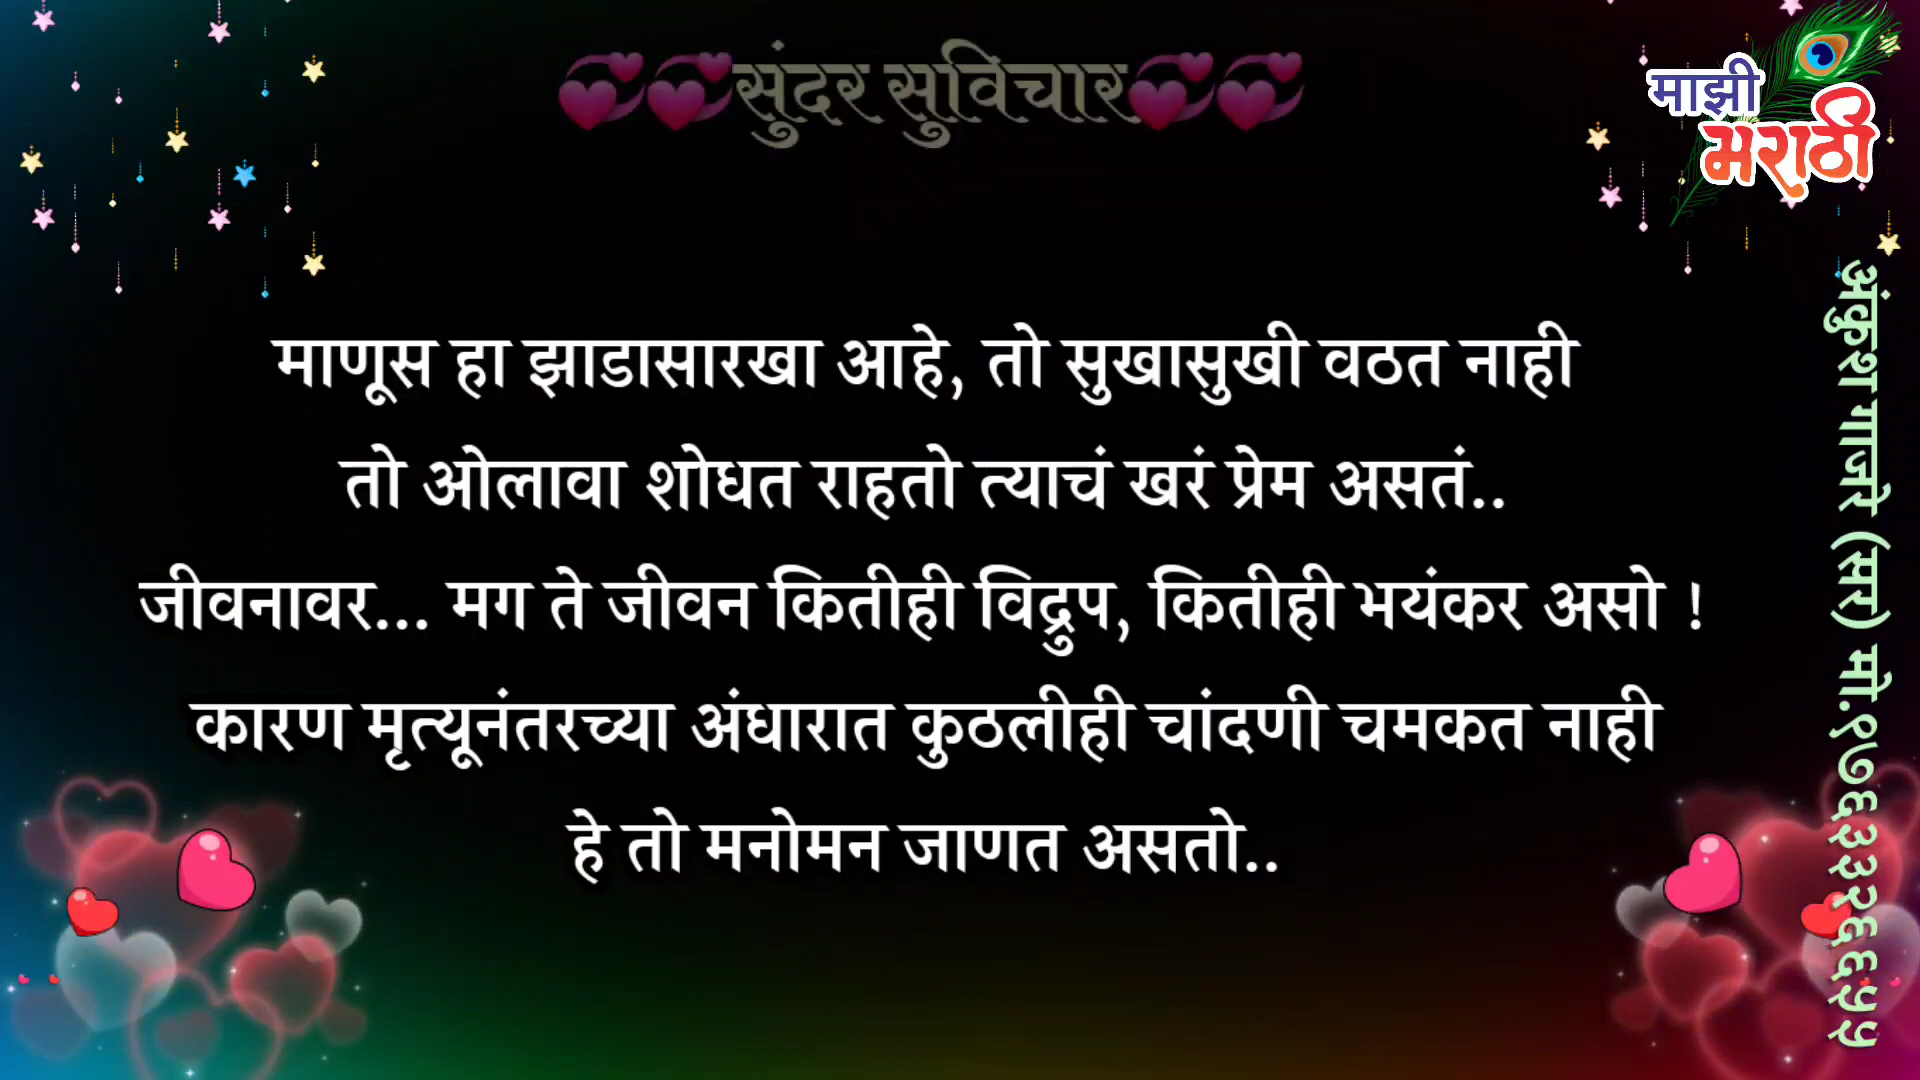 💞💞सुंदर सुविचार💞💞
माझी
मराठी
माणूस हा झाडासारखा आहे, तो सुखासुखी वठत नाही
तो ओलावा शोधत राहतो त्याचं खरं प्रेम असतं..
जीवनावर... मग ते जीवन कितीही विद्रुप, कितीही भयंकर असो !
कारण मृत्यूनंतरच्या अंधारात कुठलीही चांदणी चमकत नाही
हे तो मनोमन जाणत असतो..
अंकुश गाजरे (सर) मो.९७६३३२६६५५